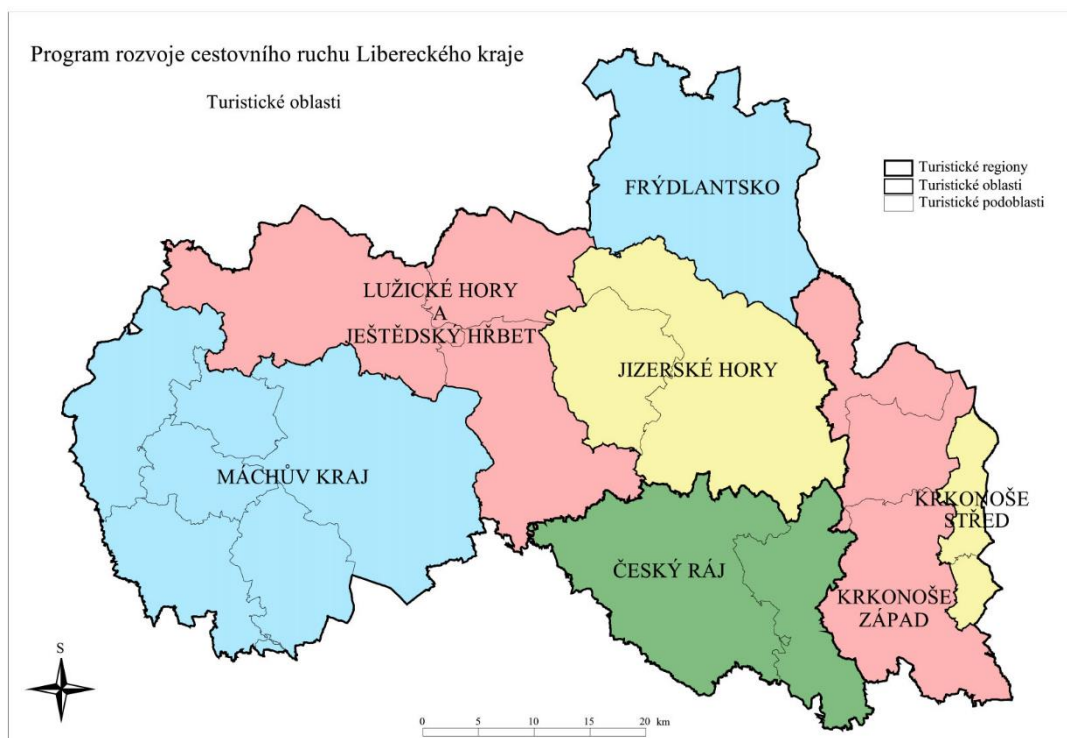 Program rozvoje cestovního ruchu Libereckého kraje
Turistické oblasti
FRÝDLANTSKO
Turistické regiony
Turistické oblasti
Turistické podoblasti
LUŽICKÉ HORY
A
JEŠTĚDSKÝ HŘBET
JIZERSKÉ HORY
MÁCHŮV KRAJ
KRKONOŠE
STŘED
ČESKÝ RÁJ
KRKONOŠE
ZÁPAD
S
0 5 10 15 20 km